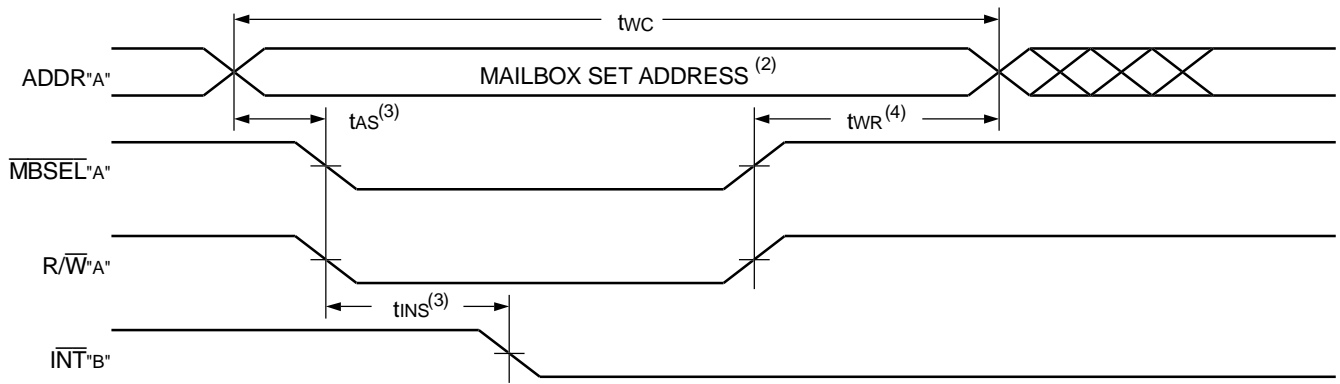 tWC
ADDR"A" MAILBOX SET ADDRESS (2)
tAS(3) tWR(4)
MBSEL"A"
R/W"A"
tINS(3)
INT"B"